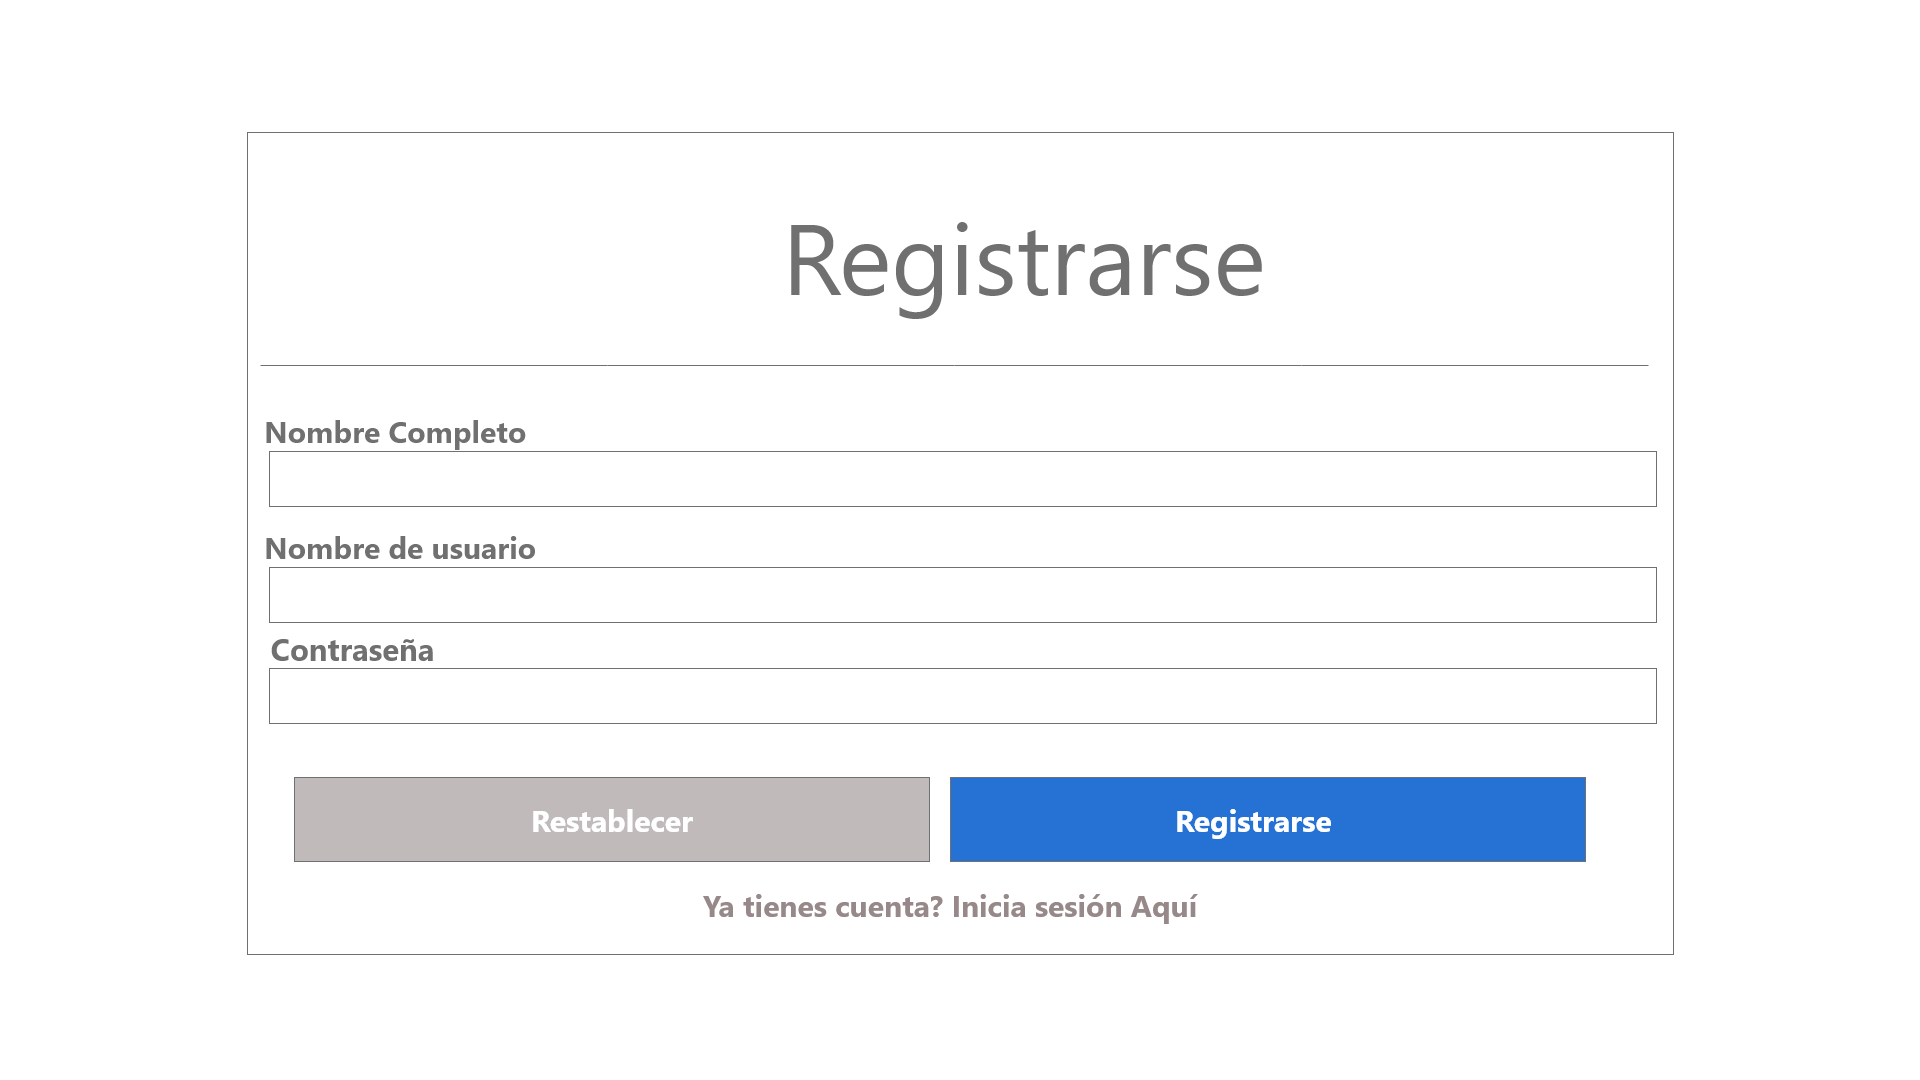 Registrarse
Nombre Completo
Nombre de usuario
Contraseña
Restablecer
Registrarse
Ya tienes cuenta? Inicia sesión Aquí